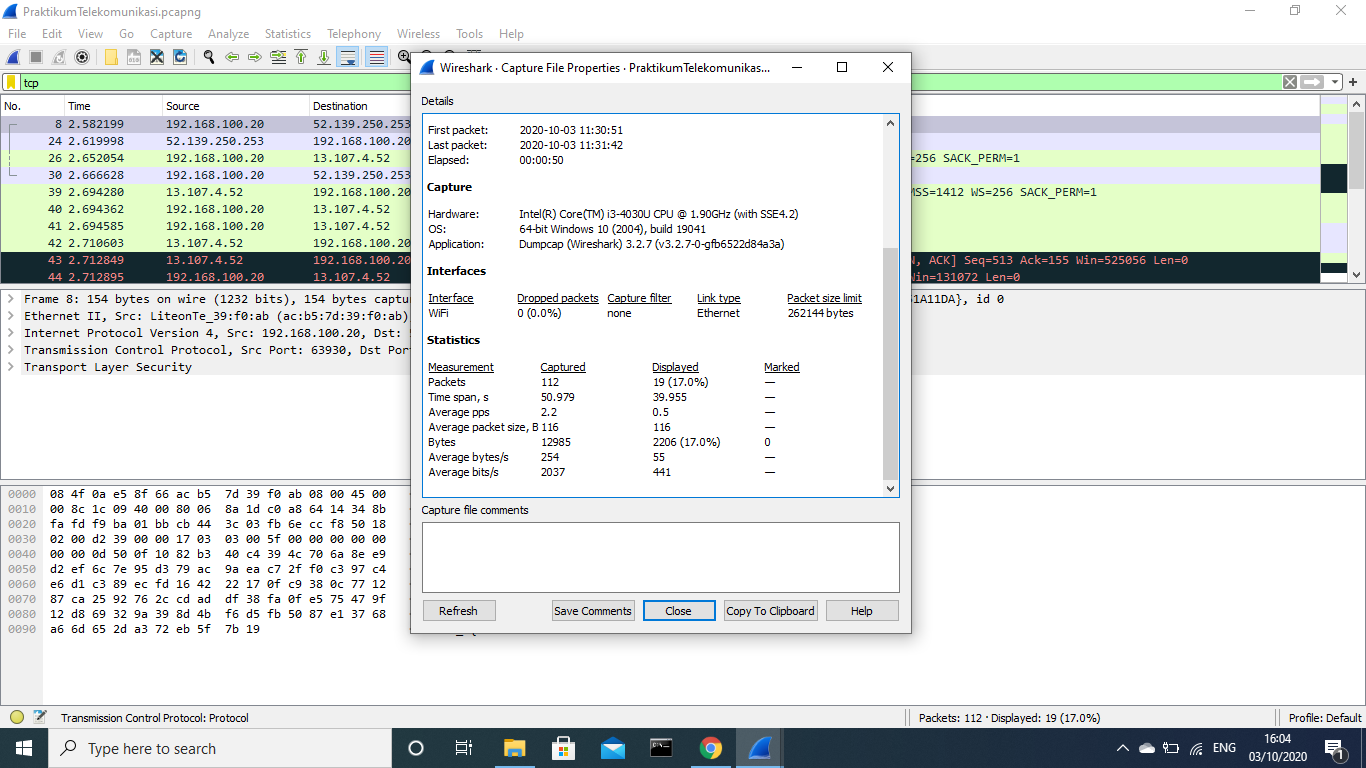 PraktikumTelekomunikasi.pcapng
File Edit View Go Capture Analyze Statistics Telephony Wireless Tools Help
tcp
No. Time Source Destination
8 2.582199 192.168.100.20 52.139.250.253
24 2.619998 52.139.250.253 192.168.100.20
26 2.652054 192.168.100.20 13.107.4.52 =256 SACK_PERM=1
30 2.666628 192.168.100.20 52.139.250.253
39 2.694280 13.107.4.52 192.168.100.20 MSS=1412 WS=256 SACK_PERM=1
40 2.694362 192.168.100.20 13.107.4.52
41 2.694585 192.168.100.20 13.107.4.52
42 2.710603 13.107.4.52 192.168.100.20
43 2.712849 13.107.4.52 192.168.100.20 N, ACK] Seq=513 Ack=155 Win=525056 Len=0
44 2.712895 192.168.100.20 13.107.4.52 Win=131072 Len=0
Frame 8: 154 bytes on wire (1232 bits), 154 bytes captu 51A11DA}, id 0
Ethernet II, Src: LiteonTe_39:f0:ab (ac:b5:7d:39:f0:ab)
Internet Protocol Version 4, Src: 192.168.100.20, Dst:
Transmission Control Protocol, Src Port: 63930, Dst Por
Transport Layer Security
0000 08 4f 0a e5 8f 66 ac b5 7d 39 f0 ab 08 00 45 00
0010 00 8c 1c 09 40 00 80 06 8a 1d c0 a8 64 14 34 8b
0020 fa fd f9 ba 01 bb cb 44 3c 03 fb 6e cc f8 50 18
0030 02 00 d2 39 00 00 17 03 03 00 5f 00 00 00 00 00
0040 00 00 0d 50 0f 10 82 b3 40 c4 39 4c 70 6a 8e e9
0050 d2 ef 6c 7e 95 d3 79 ac 9a ea c7 2f f0 c3 97 c4
0060 e6 d1 c3 89 ec fd 16 42 22 17 0f c9 38 0c 77 12
0070 87 ca 25 92 76 2c cd ad df 38 fa 0f e5 75 47 9f
0080 12 d8 69 32 9a 39 8d 4b f6 d5 fb 50 87 e1 37 68
0090 a6 6d 65 2d a3 72 eb 5f 7b 19
Wireshark · Capture File Properties · PraktikumTelekomunikas...
Details
First packet: 2020-10-03 11:30:51
Last packet: 2020-10-03 11:31:42
Elapsed: 00:00:50
Capture
Hardware: Intel(R) Core(TM) i3-4030U CPU @ 1.90GHz (with SSE4.2)
OS: 64-bit Windows 10 (2004), build 19041
Application: Dumpcap (Wireshark) 3.2.7 (v3.2.7-0-gfb6522d84a3a)
Interfaces
Interface Dropped packets Capture filter Link type Packet size limit
WiFi 0 (0.0%) none Ethernet 262144 bytes
Statistics
Measurement Captured Displayed Marked
Packets 112 19 (17.0%) —
Time span, s 50.979 39.955 —
Average pps 2.2 0.5 —
Average packet size, B 116 116 —
Bytes 12985 2206 (17.0%) 0
Average bytes/s 254 55 —
Average bits/s 2037 441 —
Capture file comments
Refresh Save Comments Close Copy To Clipboard Help
Transmission Control Protocol: Protocol Packets: 112 · Displayed: 19 (17.0%) Profile: Default
Type here to search
ENG
16:04
03/10/2020
1